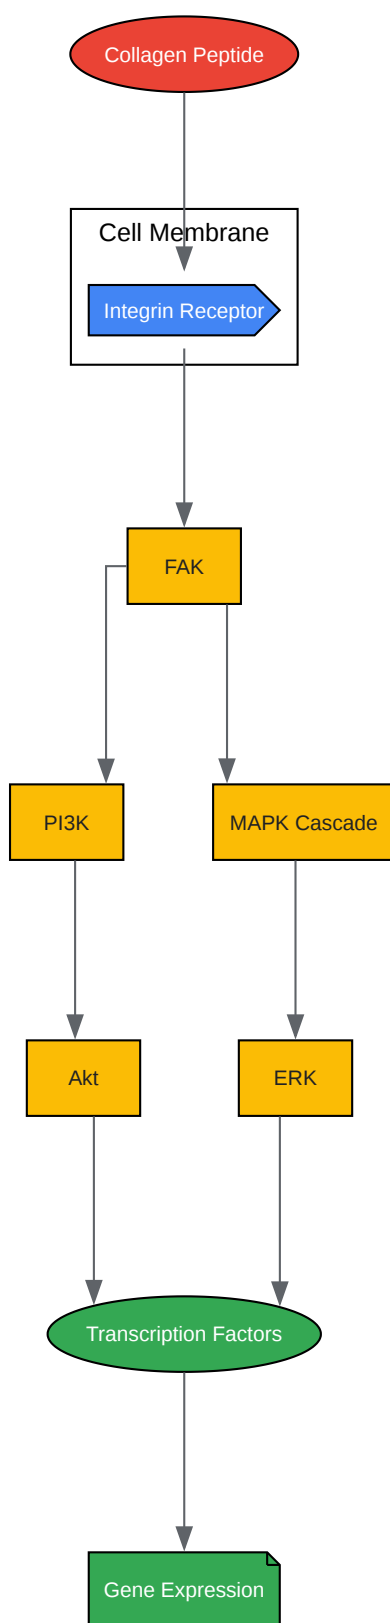 Collagen Peptide
Cell Membrane
Integrin Receptor
FAK
PI3K
MAPK Cascade
Akt
ERK
Transcription Factors
Gene Expression